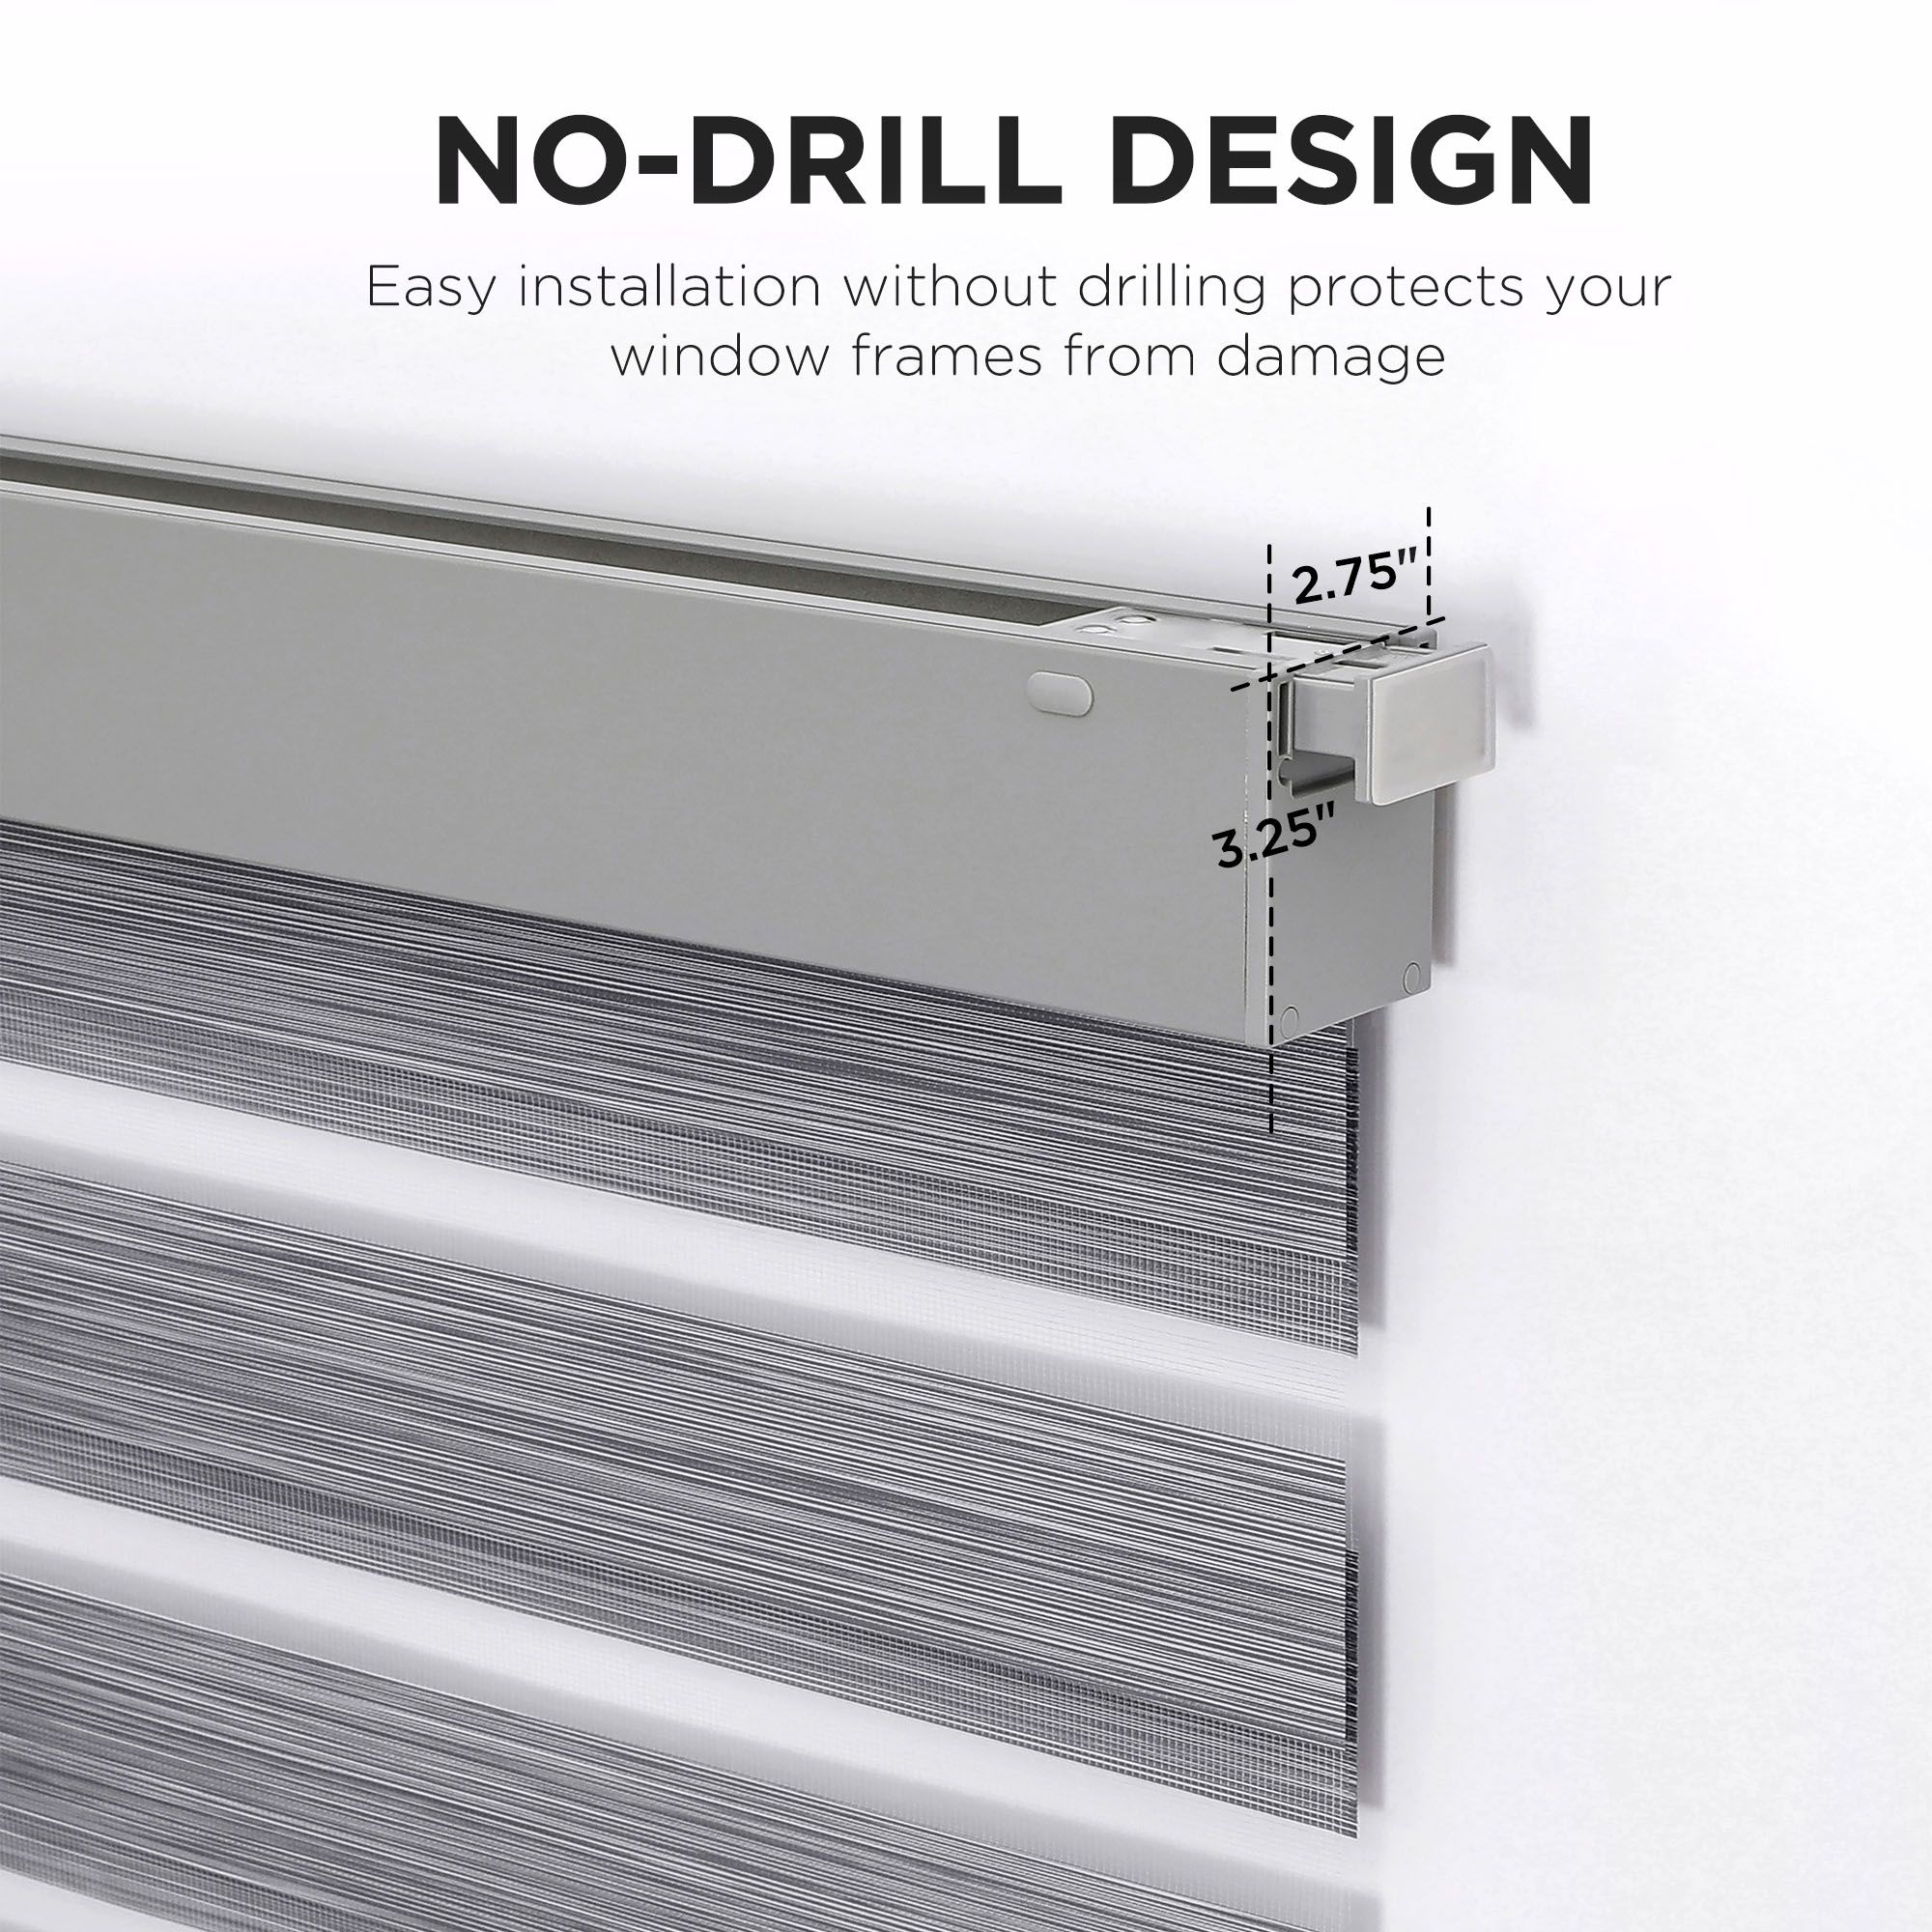 NO-DRILL DESIGN
Easy installation without drilling protects your
window frames from damage
2.75"
3.25"